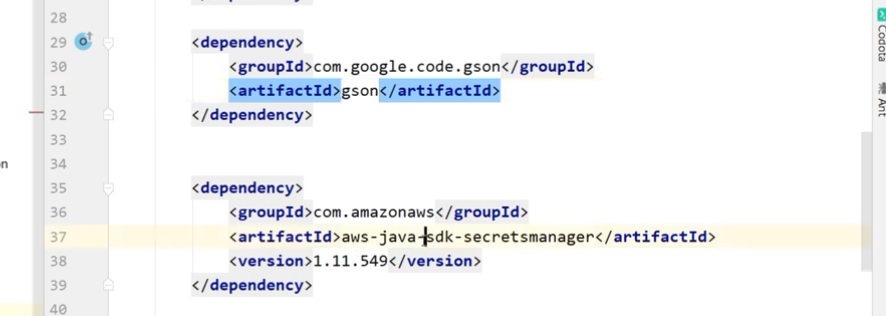 28
29 <dependency>
30 <groupId>com.google.code.gson</groupId>
31 <artifactId>gson</artifactId>
32 </dependency>
33
34
35 <dependency>
36 <groupId>com.amazonaws</groupId>
37 <artifactId>aws-java-sdk-secretsmanager</artifactId>
38 <version>1.11.549</version>
39 </dependency>
40
n
Codota
Ant